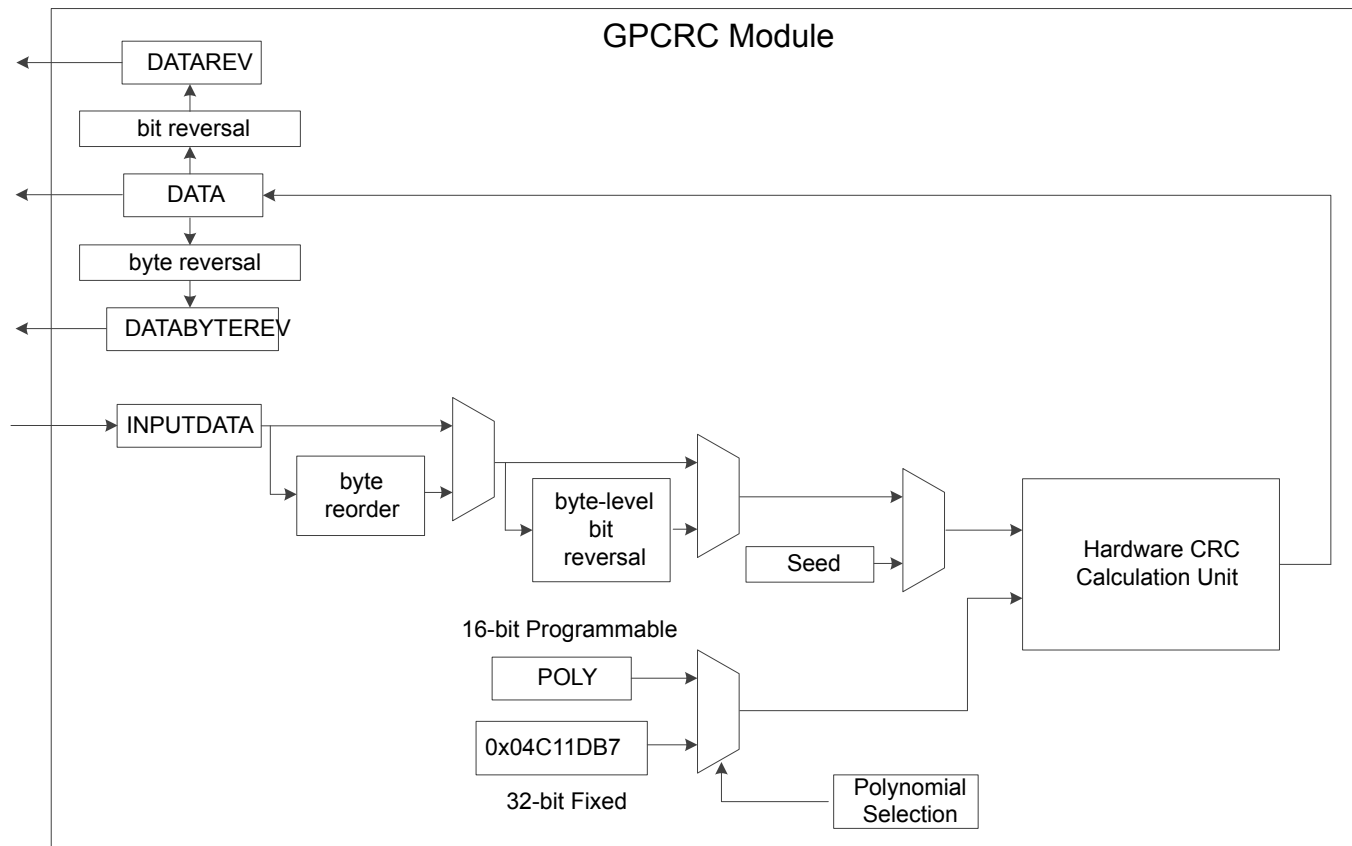 GPCRC Module
DATAREV
bit reversal
DATA
byte reversal
DATABYTEREV
INPUTDATA
byte
reorder
byte-level
bit
reversal
Seed
Hardware CRC
Calculation Unit
16-bit Programmable
POLY
0x04C11DB7
32-bit Fixed
Polynomial
Selection